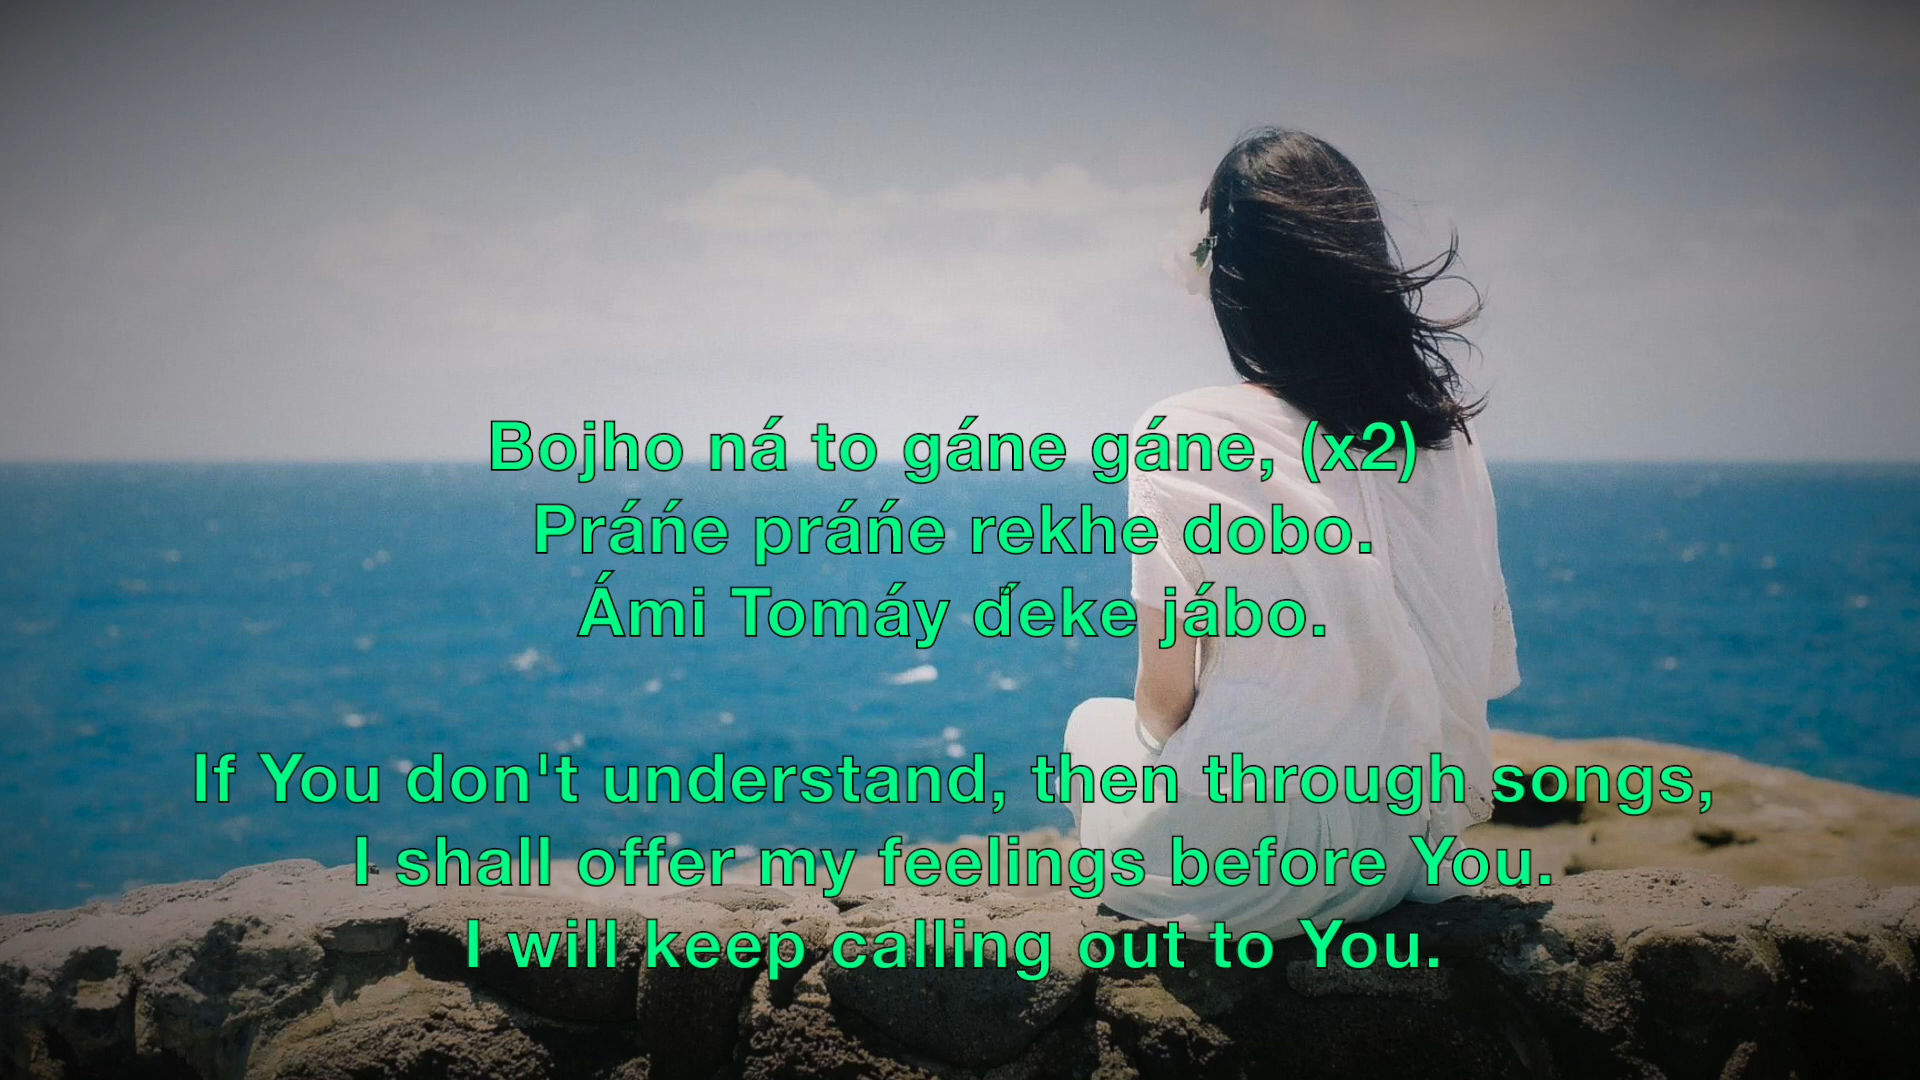 Bojho ná to gáne gáne, (x2)
Práńe práńe rekhe dobo.
Ámi Tomáy d́eke jábo.
If You don't understand, then through songs,
I shall offer my feelings before You.
I will keep calling out to You.